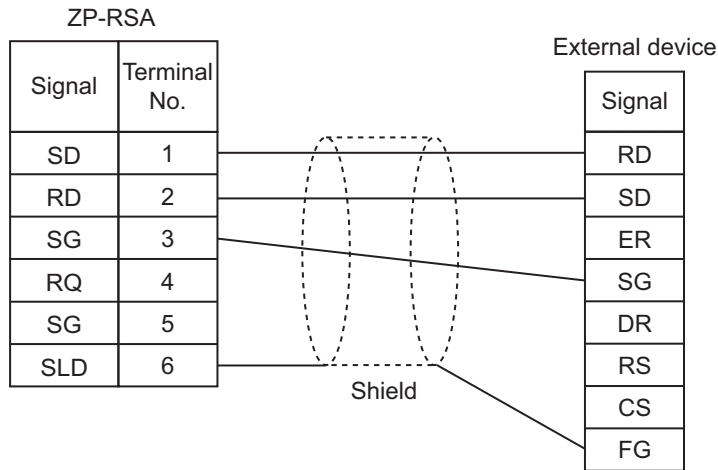 ZP-RSA
Signal Terminal No.
SD 1
RD 2
SG 3
RQ 4
SG 5
SLD 6
Shield
External device
Signal
RD
SD
ER
SG
DR
RS
CS
FG